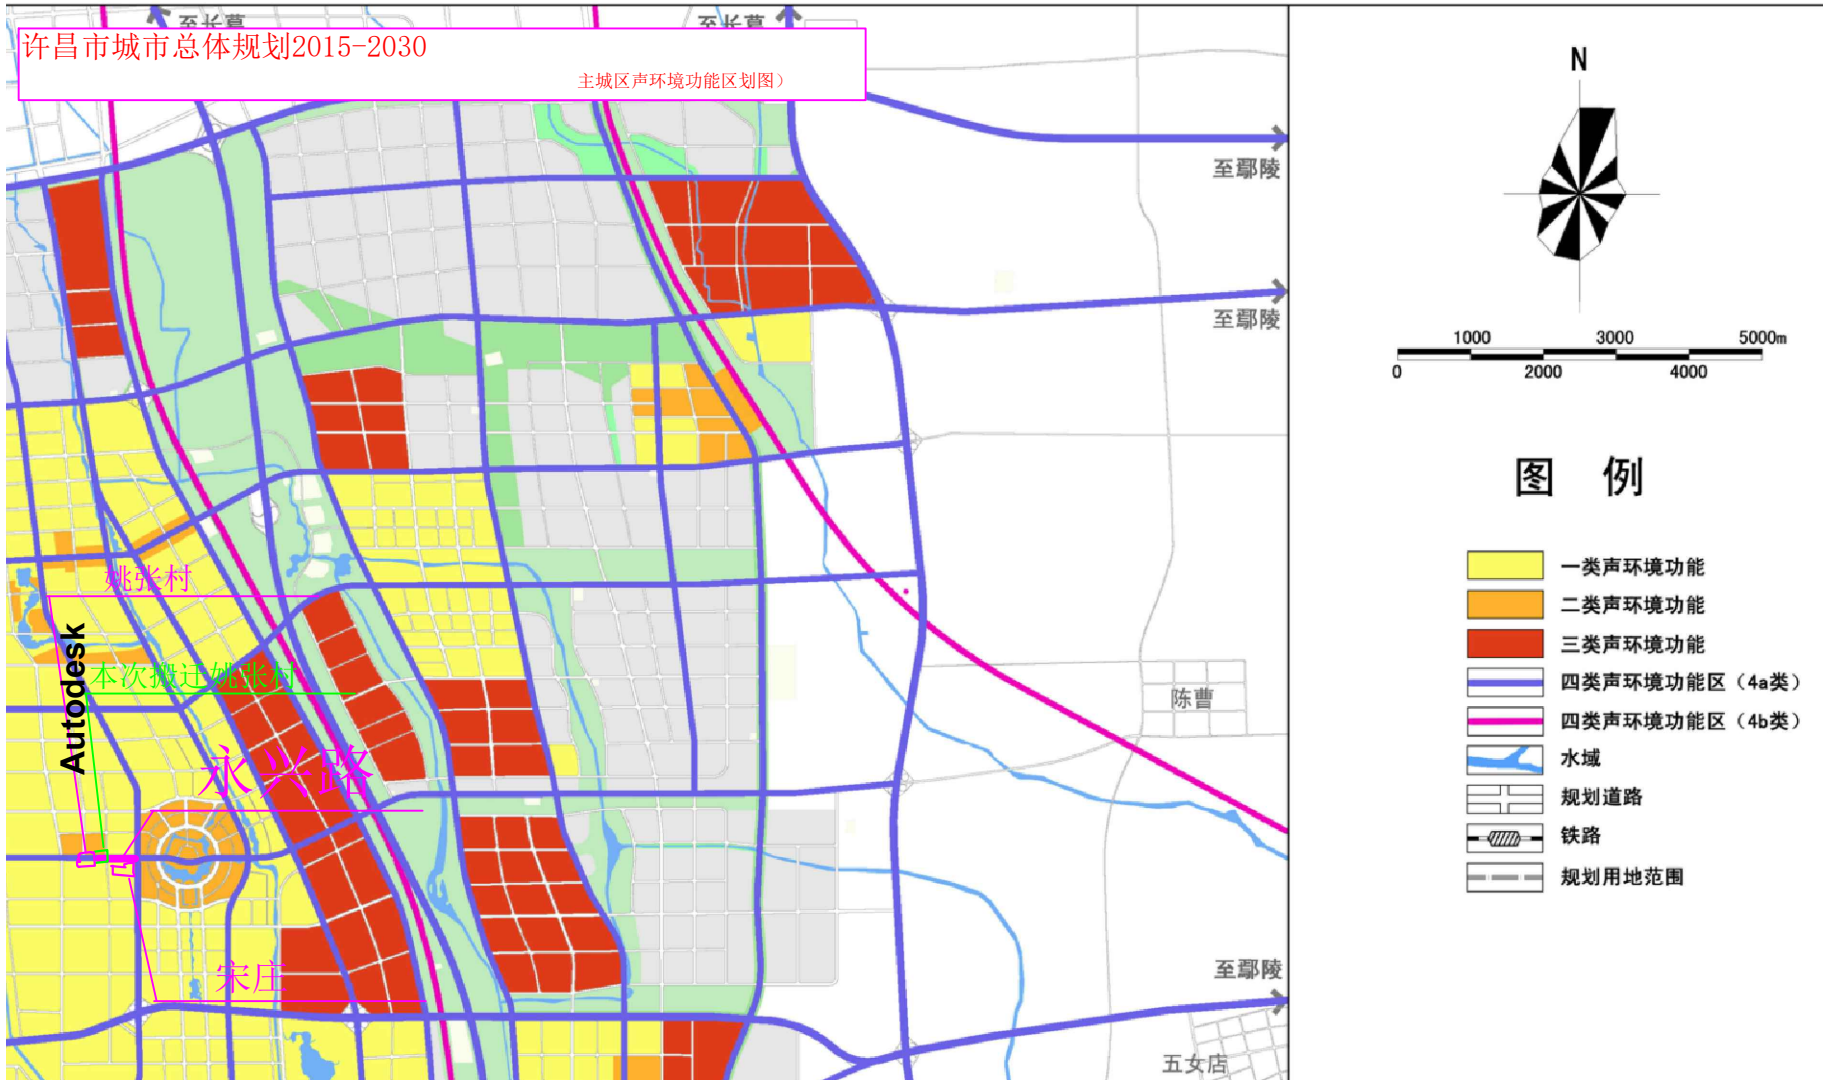 至长葛
至长葛
许昌市城市总体规划2015-2030
主城区声环境功能区划图）
至鄢陵
至鄢陵
姚张村
本次搬迁姚张村
Autodesk
永兴路
宋庄
陈曹
至鄢陵
五女店
N
1000
3000
5000m
0
2000
4000
图 例
一类声环境功能
二类声环境功能
三类声环境功能
四类声环境功能区（4a类）
四类声环境功能区（4b类）
水域
规划道路
铁路
规划用地范围